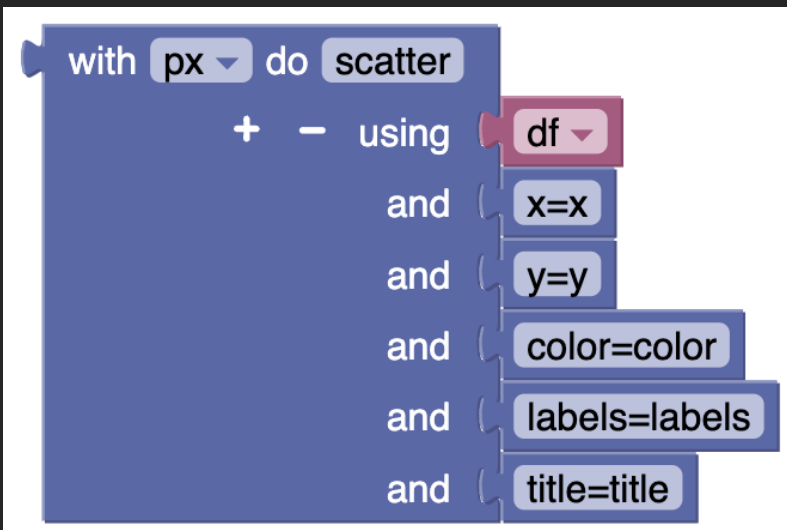 with px do scatter
+ − using df
and x=x
and y=y
and color=color
and labels=labels
and title=title